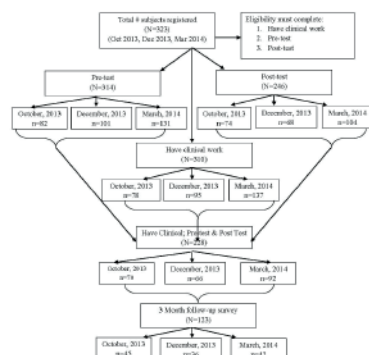 Total # subjects registered
(N=323)
(Oct 2013, Dec 2013, Mar 2014)
Eligibility must complete:
1. Have clinical work
2. Pre-test
3. Post-test
Pre-test
(N=314)
Post-test
(N=246)
October, 2013
n=82
December, 2013
n=101
March, 2014
n=131
October, 2013
n=74
December, 2013
n=68
March, 2014
n=104
Have clinical work
(N=310)
October, 2013
n=78
December, 2013
n=95
March, 2014
n=137
Have Clinical; Pretest & Post Test
(N=228)
October, 2013
n=70
December, 2013
n=66
March, 2014
n=92
3 Month follow-up survey
(N=123)
October, 2013
n=45
December, 2013
n=36
March, 2014
n=42